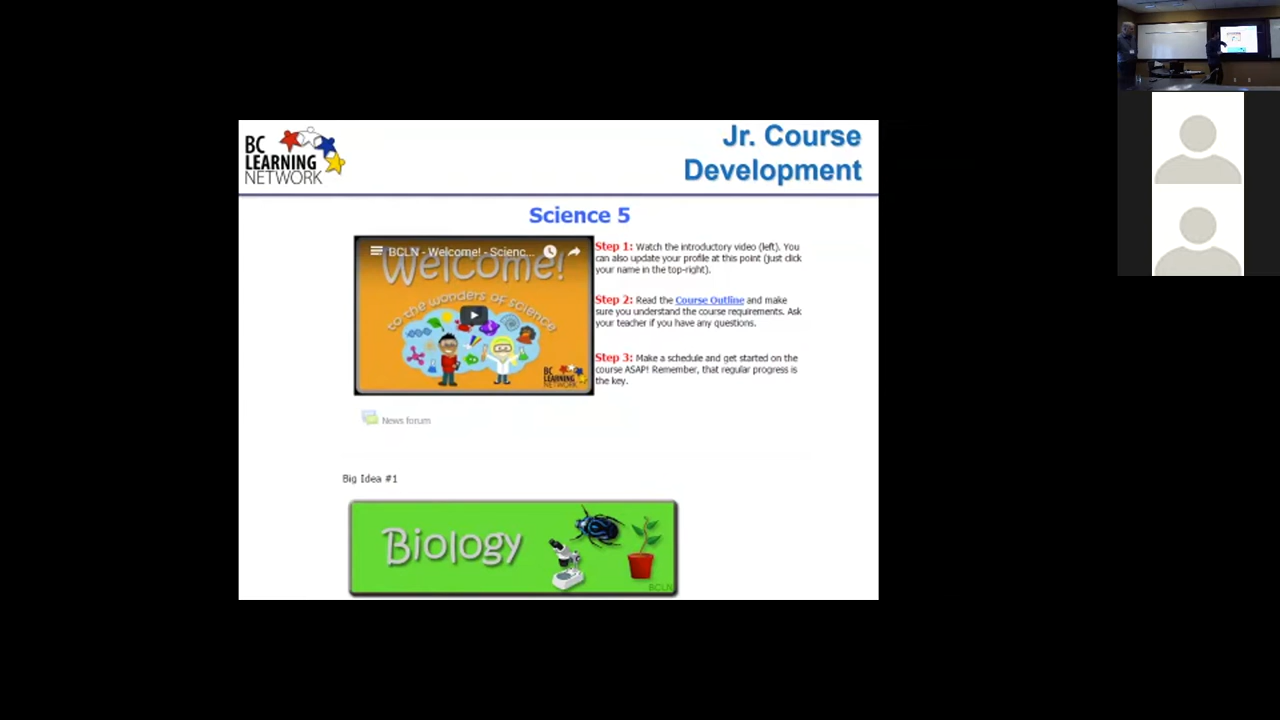 BC
LEARNING
NETWORK
Jr. Course
Development
Science 5
BCLN - Welcome! - Scienc...
Welcome!
to the wonders of science
BC
LEARNING
NETWORK
Step 1: Watch the introductory video (left). You
can also update your profile at this point (just click
your name in the top-right).
Step 2: Read the Course Outline and make
sure you understand the course requirements. Ask
your teacher if you have any questions.
Step 3: Make a schedule and get started on the
course ASAP! Remember, that regular progress is
the key.
News forum
Big Idea #1
Biology
BCLN